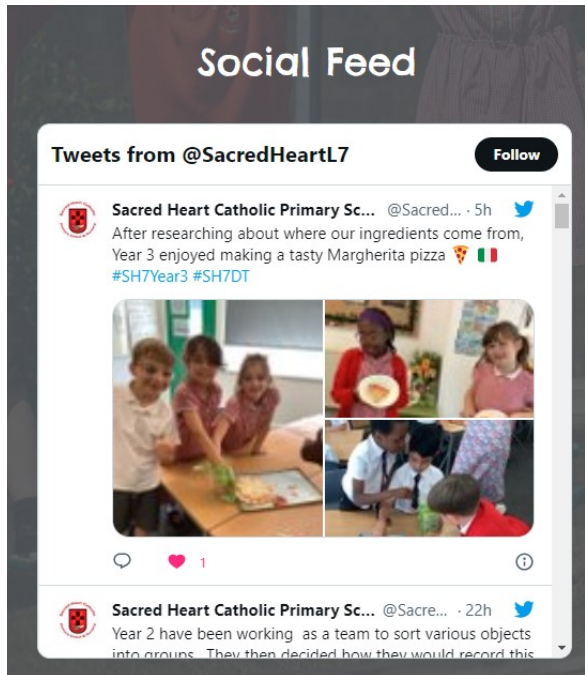 Social Feed
Tweets from @SacredHeartL7
Follow
Sacred Heart Catholic Primary Sc... @Sacred... · 5h
After researching about where our ingredients come from,
Year 3 enjoyed making a tasty Margherita pizza 🍕 🇮🇹
#SH7Year3 #SH7DT
1
Sacred Heart Catholic Primary Sc... @Sacre... · 22h
Year 2 have been working as a team to sort various objects
into groups. They then decided how they would record this